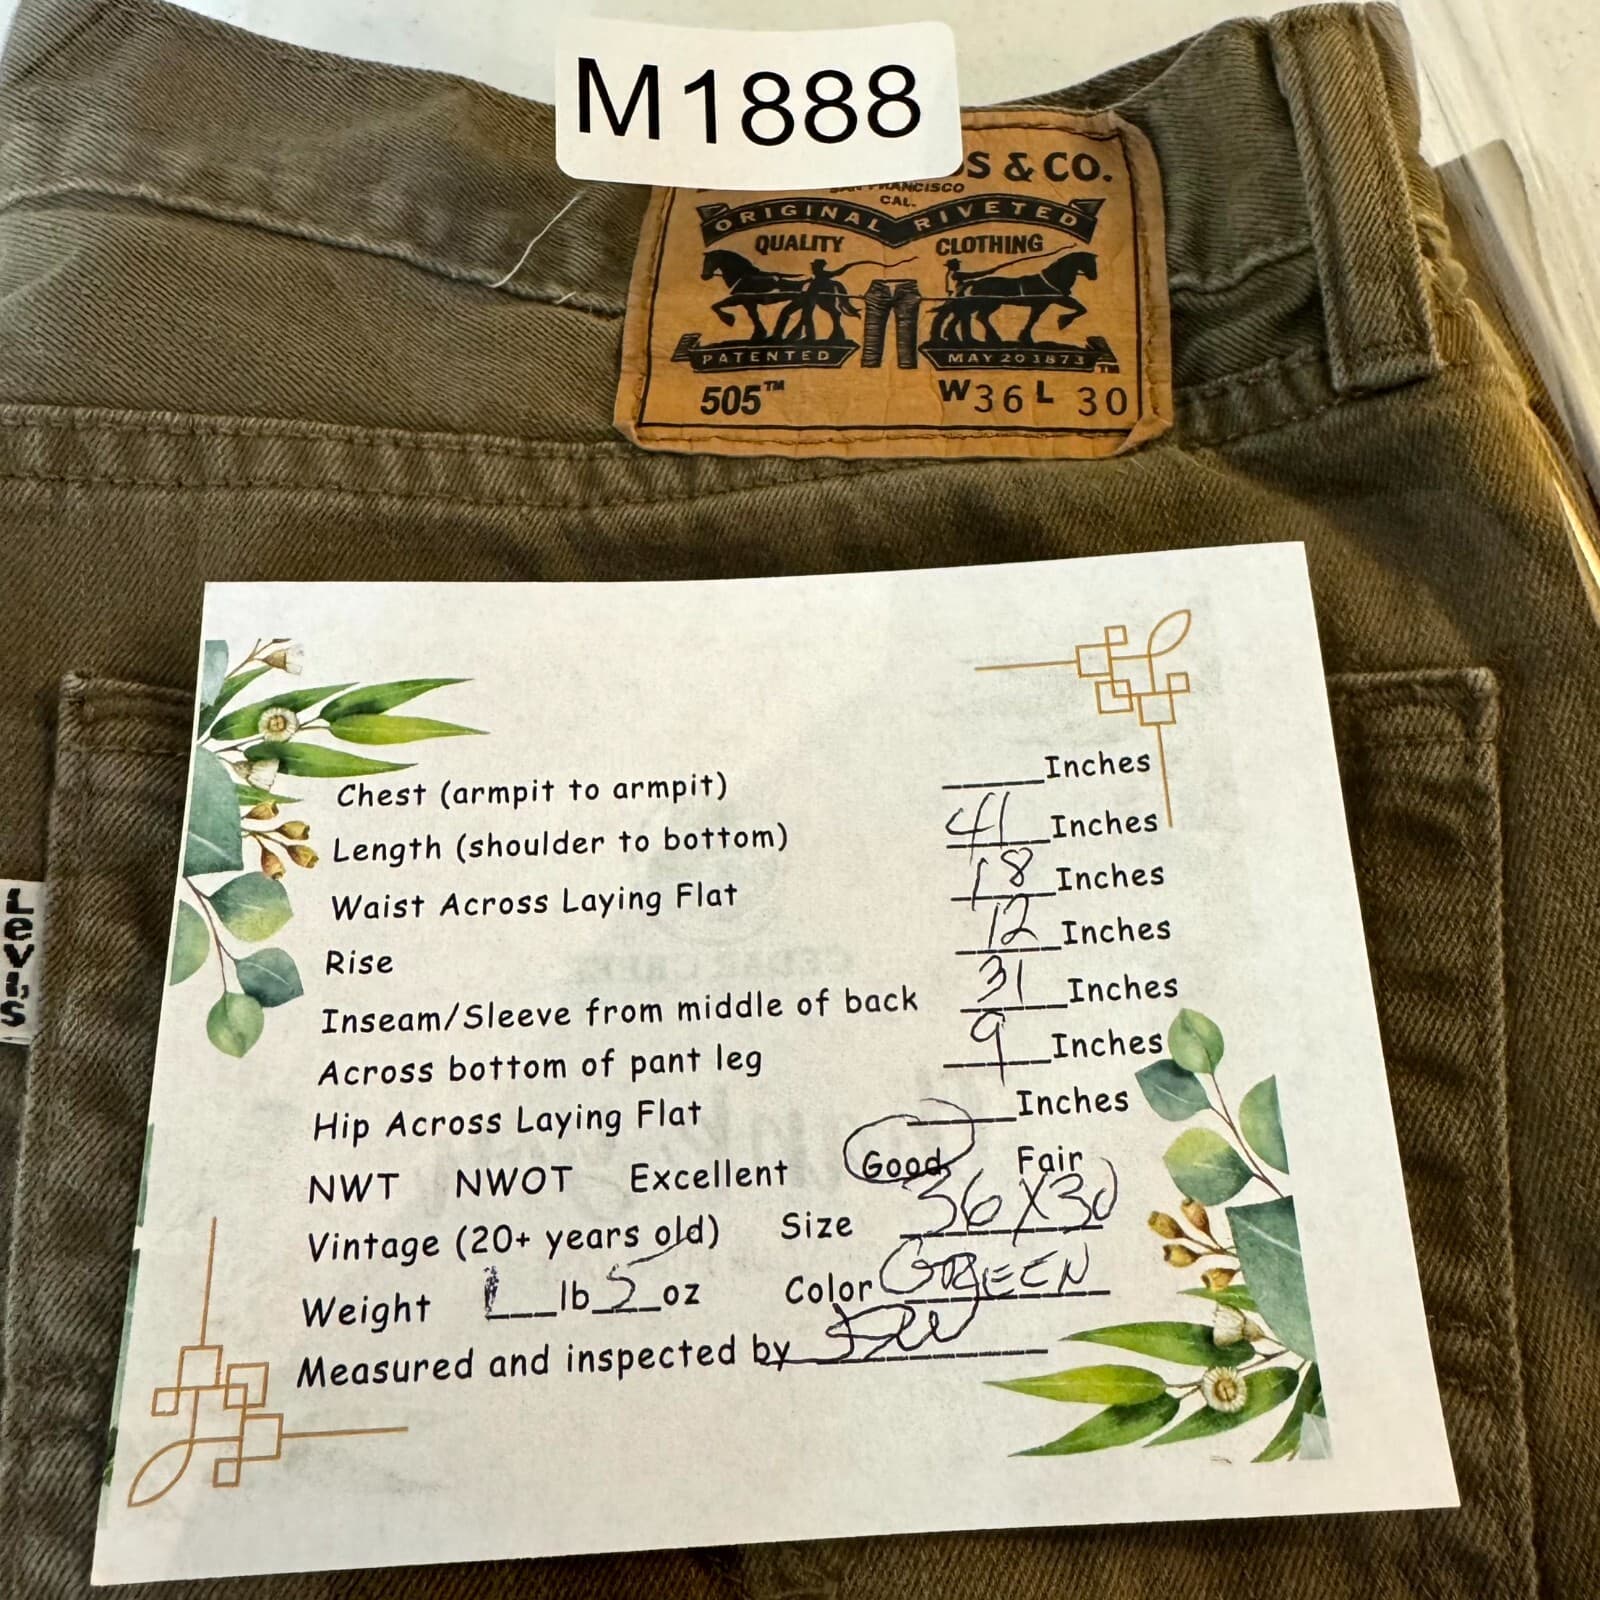 M1888
S & CO.
SAN FRANCISCO
CAL.
ORIGINAL RIVETED
QUALITY CLOTHING
PATENTED MAY 20 1873 TM
505™ W36 L 30
Levi's
Chest (armpit to armpit) ____Inches
Length (shoulder to bottom) 41 Inches
Waist Across Laying Flat 18 Inches
Rise 12 Inches
Inseam/Sleeve from middle of back 31 Inches
Across bottom of pant leg 9 Inches
Hip Across Laying Flat ____Inches
NWT NWOT Excellent Good Fair
Vintage (20+ years old) Size 36X30
Weight 1 lb 5 oz Color GREEN
Measured and inspected by